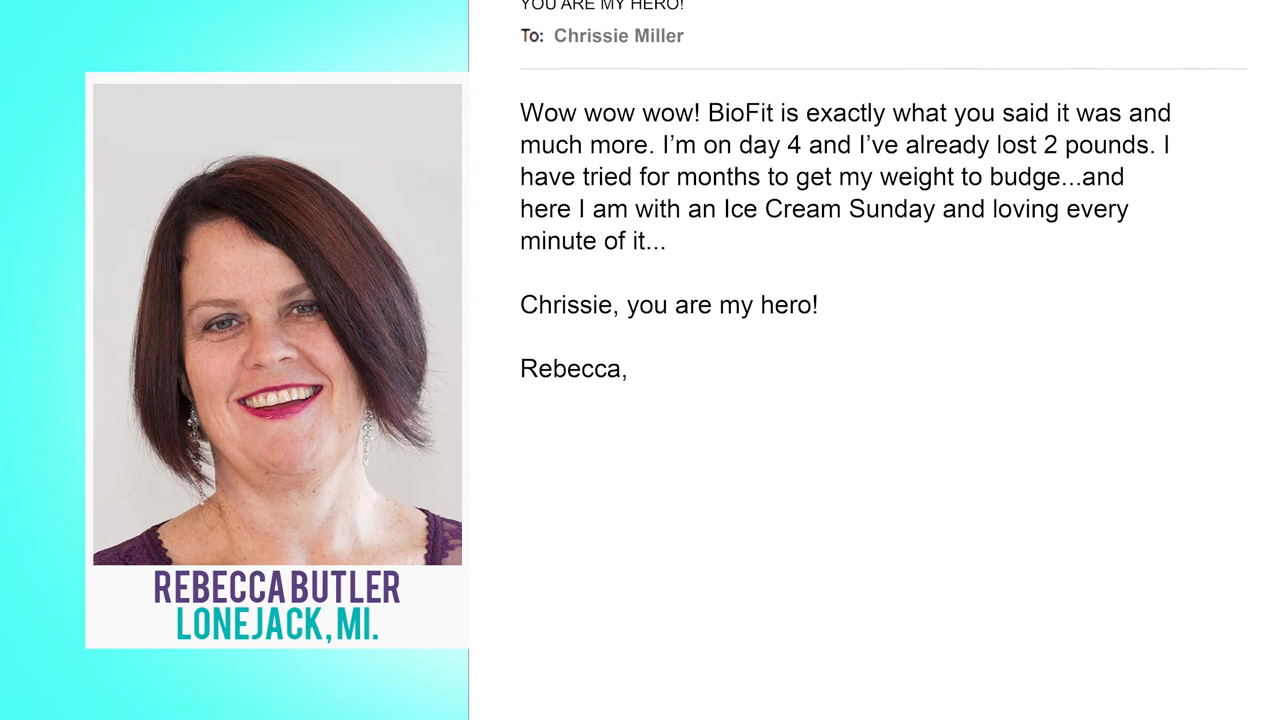 YOU ARE MY HERO!
To: Chrissie Miller
Wow wow wow! BioFit is exactly what you said it was and
much more. I’m on day 4 and I’ve already lost 2 pounds. I
have tried for months to get my weight to budge...and
here I am with an Ice Cream Sunday and loving every
minute of it...
Chrissie, you are my hero!
Rebecca,
REBECCA BUTLER
LONEJACK, MI.